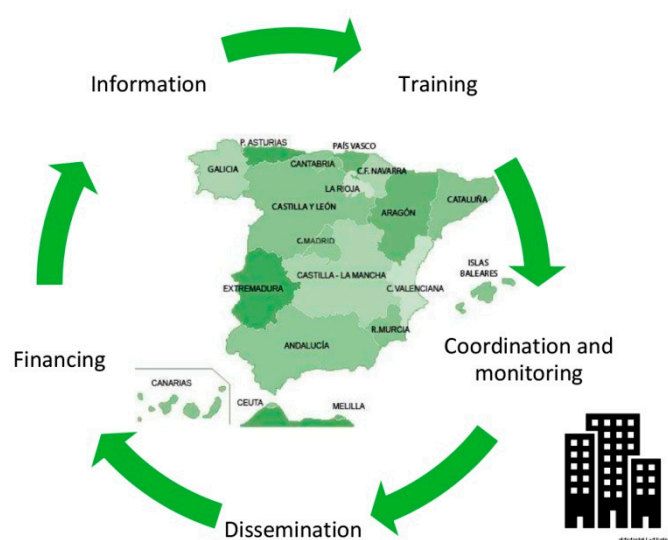 Information
Training
P. ASTURIAS
PAÍS VASCO
CANTABRIA
GALICIA
C.F. NAVARRA
LA RIOJA
CATALUÑA
CASTILLA Y LEÓN
ARAGÓN
C.MADRID
ISLAS
BALEARES
CASTILLA - LA MANCHA
EXTREMADURA
C. VALENCIANA
R.MURCIA
ANDALUCÍA
Financing
Coordination and
monitoring
CANARIAS
CEUTA
MELILLA
Dissemination